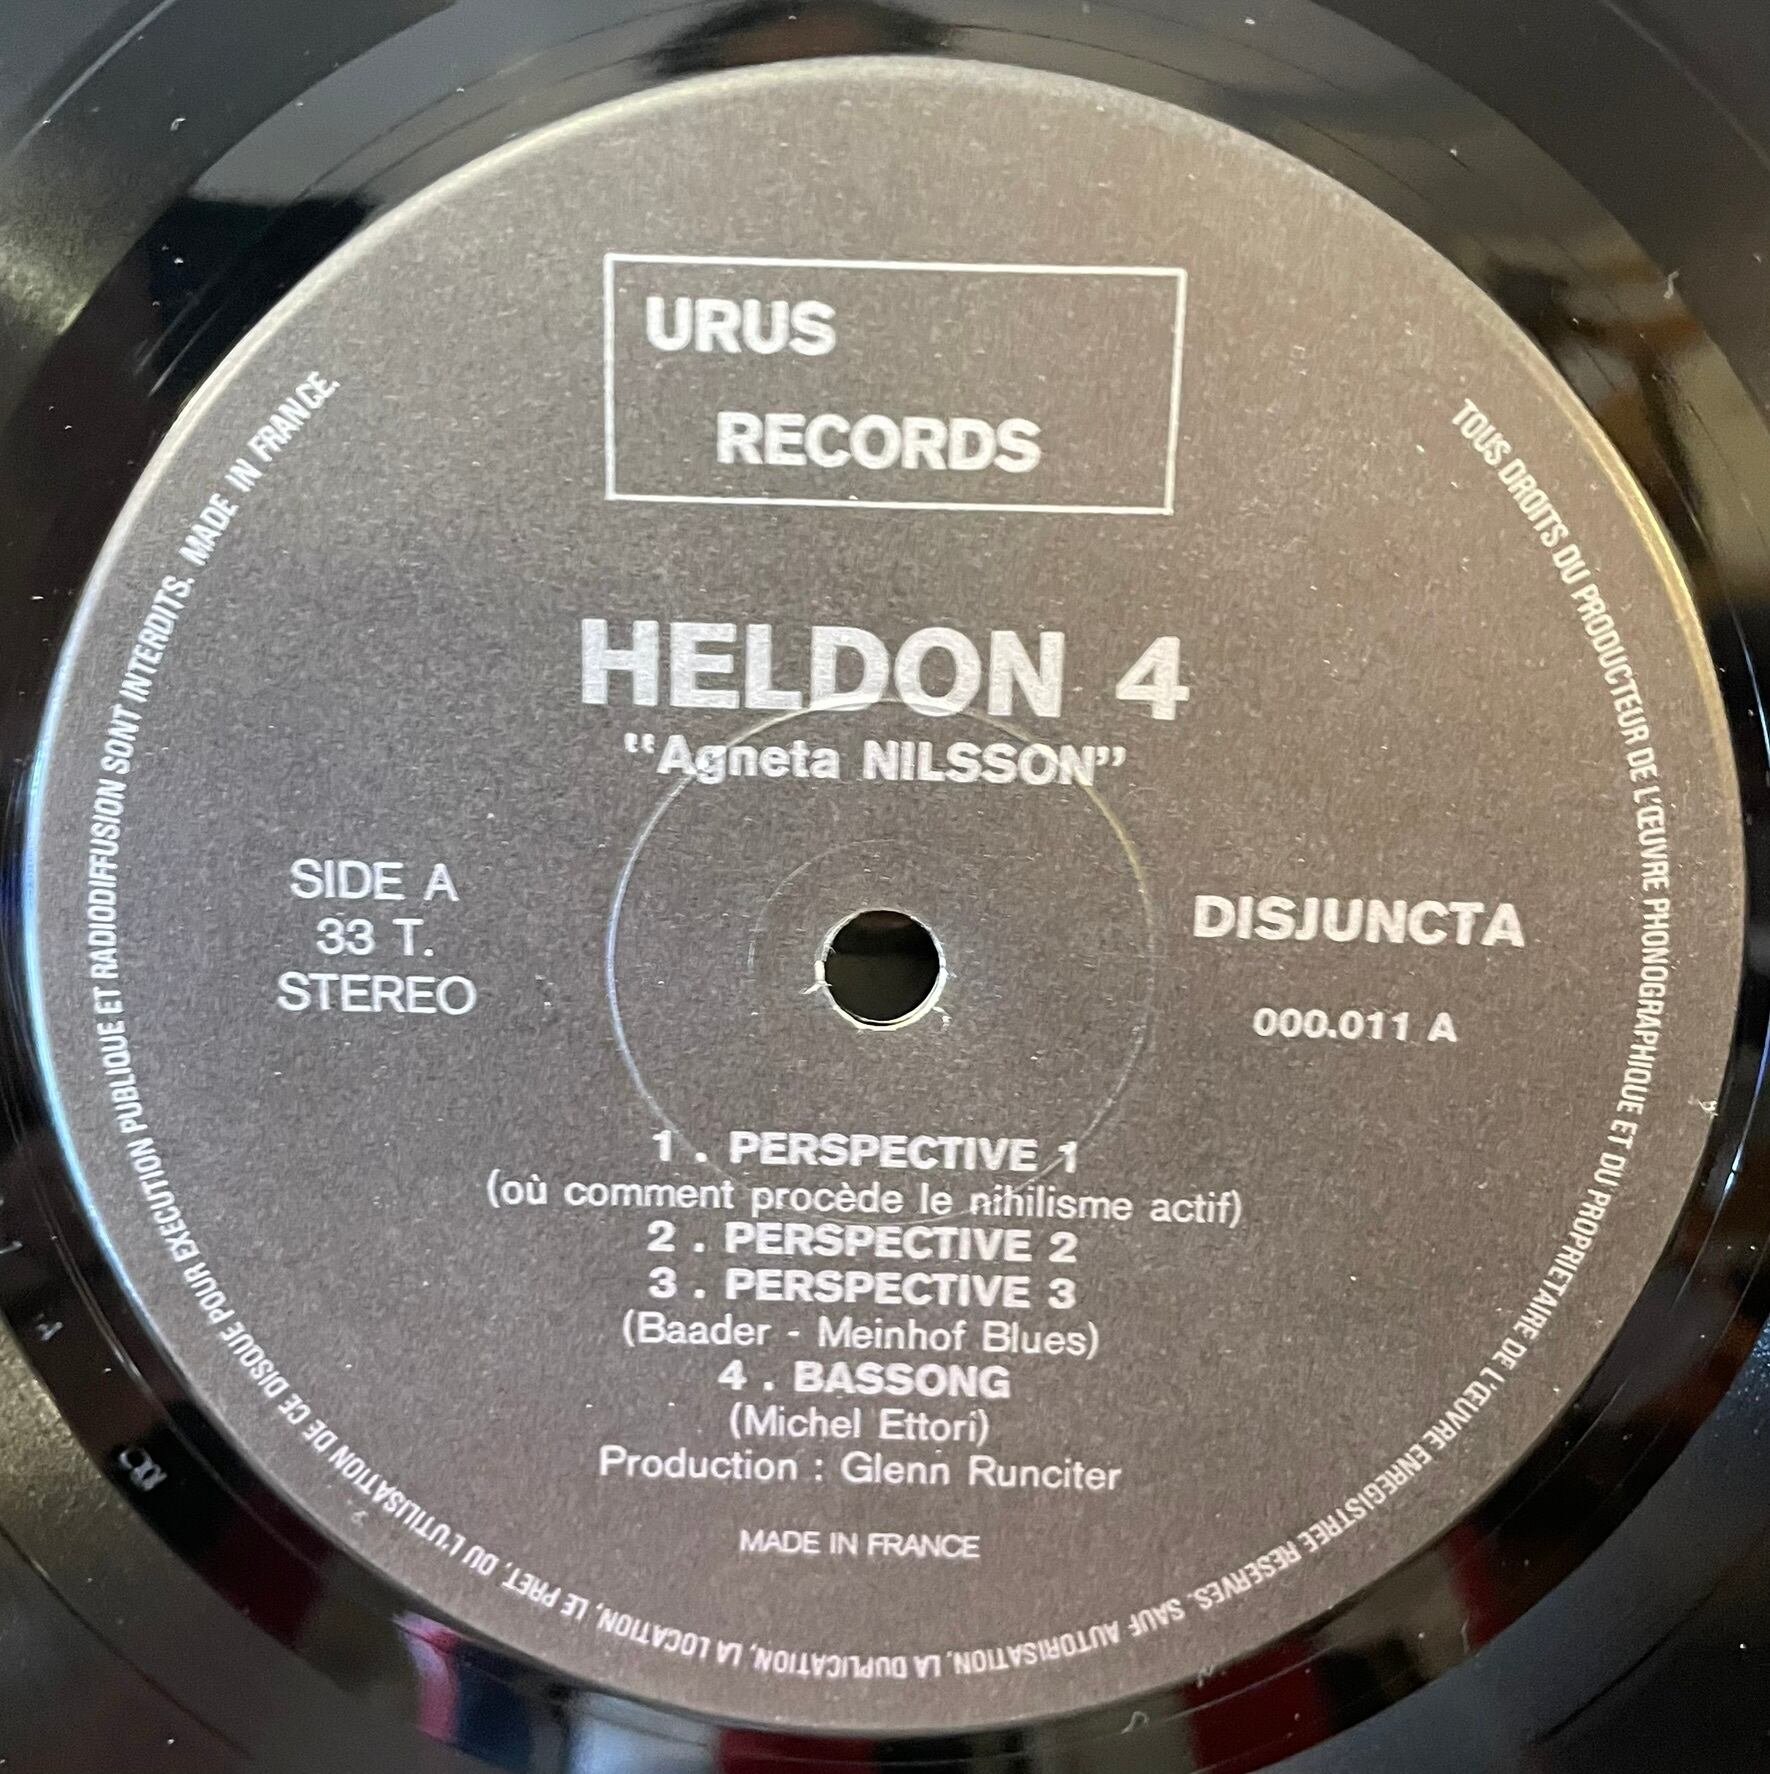 URUS
RECORDS
HELDON 4
“Agneta NILSSON”
SIDE A
33 T.
STEREO
DISJUNCTA
000.011 A
1 . PERSPECTIVE 1
(où comment procède le nihilisme actif)
2 . PERSPECTIVE 2
3 . PERSPECTIVE 3
(Baader - Meinhof Blues)
4 . BASSONG
(Michel Ettori)
Production : Glenn Runciter
MADE IN FRANCE
TOUS DROITS DU PRODUCTEUR DE L'ŒUVRE PHONOGRAPHIQUE ET DU PROPRIETAIRE DE L'ŒUVRE ENREGISTREE RESERVES. SAUF AUTORISATION, LA DUPLICATION, LA LOCATION, LE PRET, DU L'UTILISATION DE CE DISQUE POUR EXECUTION PUBLIQUE ET RADIODIFFUSION SONT INTERDITS. MADE IN FRANCE.